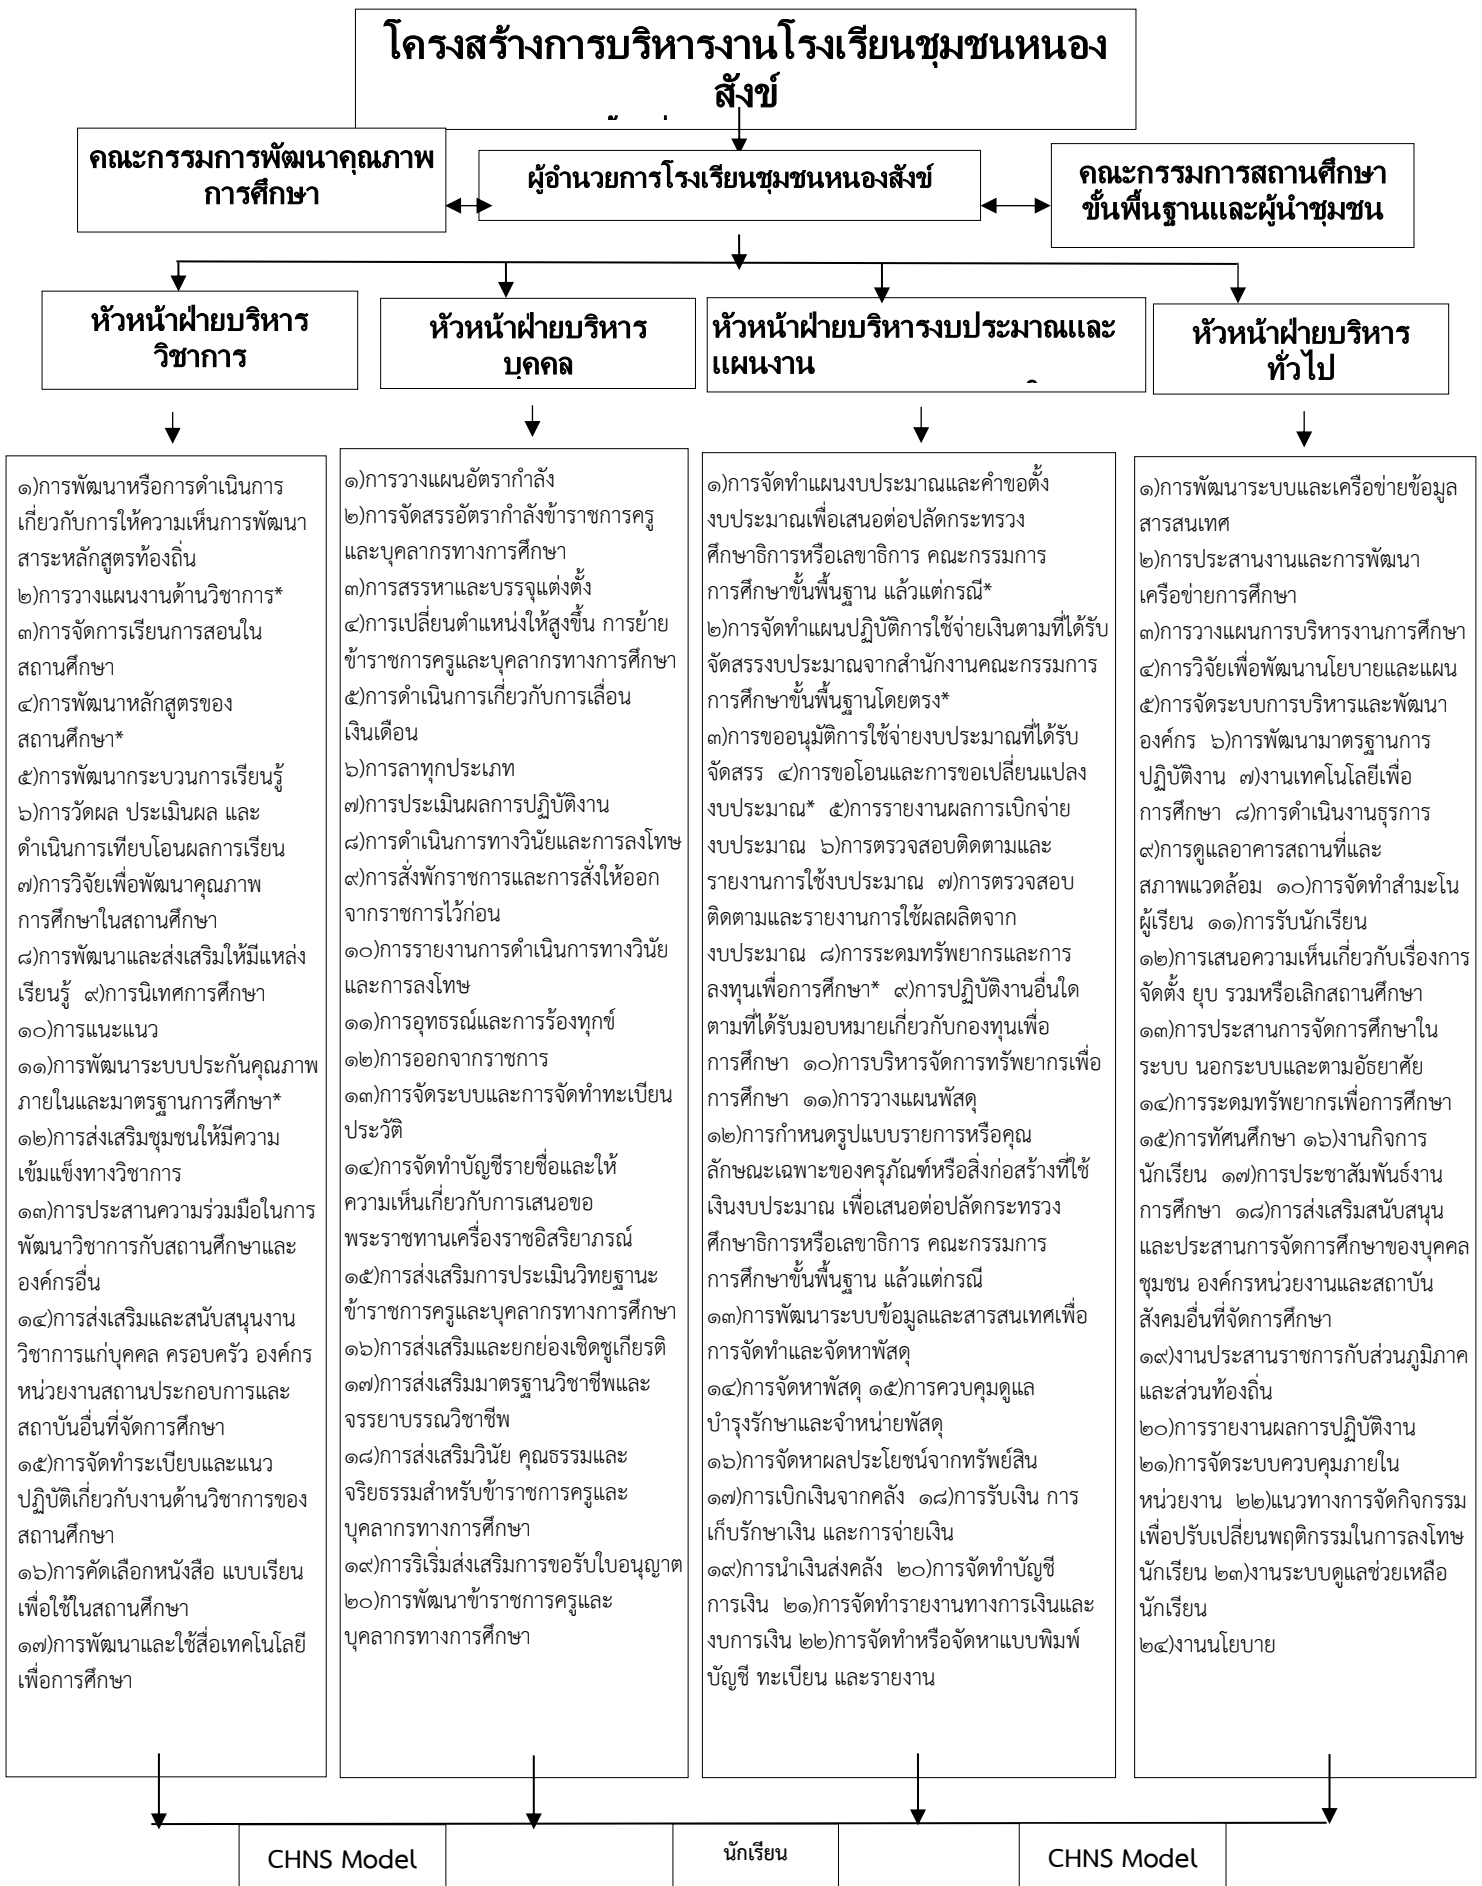 โครงสร้างการบริหารงานโรงเรียนชุมชนหนอง
สังข์
คณะกรรมการพัฒนาคุณภาพ
การศึกษา
ผู้อำนวยการโรงเรียนชุมชนหนองสังข์
คณะกรรมการสถานศึกษา
ขั้นพื้นฐานและผู้นำชุมชน
หัวหน้าฝ่ายบริหาร
วิชาการ
หัวหน้าฝ่ายบริหาร
บุคคล
หัวหน้าฝ่ายบริหารงบประมาณและ
แผนงาน
หัวหน้าฝ่ายบริหาร
ทั่วไป
๑)การพัฒนาหรือการดำเนินการ
เกี่ยวกับการให้ความเห็นการพัฒนา
สาระหลักสูตรท้องถิ่น
๒)การวางแผนงานด้านวิชาการ*
๓)การจัดการเรียนการสอนใน
สถานศึกษา
๔)การพัฒนาหลักสูตรของ
สถานศึกษา*
๕)การพัฒนากระบวนการเรียนรู้
๖)การวัดผล ประเมินผล และ
ดำเนินการเทียบโอนผลการเรียน
๗)การวิจัยเพื่อพัฒนาคุณภาพ
การศึกษาในสถานศึกษา
๘)การพัฒนาและส่งเสริมให้มีแหล่ง
เรียนรู้ ๙)การนิเทศการศึกษา
๑๐)การแนะแนว
๑๑)การพัฒนาระบบประกันคุณภาพ
ภายในและมาตรฐานการศึกษา*
๑๒)การส่งเสริมชุมชนให้มีความ
เข้มแข็งทางวิชาการ
๑๓)การประสานความร่วมมือในการ
พัฒนาวิชาการกับสถานศึกษาและ
องค์กรอื่น
๑๔)การส่งเสริมและสนับสนุนงาน
วิชาการแก่บุคคล ครอบครัว องค์กร
หน่วยงานสถานประกอบการและ
สถาบันอื่นที่จัดการศึกษา
๑๕)การจัดทำระเบียบและแนว
ปฏิบัติเกี่ยวกับงานด้านวิชาการของ
สถานศึกษา
๑๖)การคัดเลือกหนังสือ แบบเรียน
เพื่อใช้ในสถานศึกษา
๑๗)การพัฒนาและใช้สื่อเทคโนโลยี
เพื่อการศึกษา
๑)การวางแผนอัตรากำลัง
๒)การจัดสรรอัตรากำลังข้าราชการครู
และบุคลากรทางการศึกษา
๓)การสรรหาและบรรจุแต่งตั้ง
๔)การเปลี่ยนตำแหน่งให้สูงขึ้น การย้าย
ข้าราชการครูและบุคลากรทางการศึกษา
๕)การดำเนินการเกี่ยวกับการเลื่อน
เงินเดือน
๖)การลาทุกประเภท
๗)การประเมินผลการปฏิบัติงาน
๘)การดำเนินการทางวินัยและการลงโทษ
๙)การสั่งพักราชการและการสั่งให้ออก
จากราชการไว้ก่อน
๑๐)การรายงานการดำเนินการทางวินัย
และการลงโทษ
๑๑)การอุทธรณ์และการร้องทุกข์
๑๒)การออกจากราชการ
๑๓)การจัดระบบและการจัดทำทะเบียน
ประวัติ
๑๔)การจัดทำบัญชีรายชื่อและให้
ความเห็นเกี่ยวกับการเสนอขอ
พระราชทานเครื่องราชอิสริยาภรณ์
๑๕)การส่งเสริมการประเมินวิทยฐานะ
ข้าราชการครูและบุคลากรทางการศึกษา
๑๖)การส่งเสริมและยกย่องเชิดชูเกียรติ
๑๗)การส่งเสริมมาตรฐานวิชาชีพและ
จรรยาบรรณวิชาชีพ
๑๘)การส่งเสริมวินัย คุณธรรมและ
จริยธรรมสำหรับข้าราชการครูและ
บุคลากรทางการศึกษา
๑๙)การริเริ่มส่งเสริมการขอรับใบอนุญาต
๒๐)การพัฒนาข้าราชการครูและ
บุคลากรทางการศึกษา
๑)การจัดทำแผนงบประมาณและคำขอตั้ง
งบประมาณเพื่อเสนอต่อปลัดกระทรวง
ศึกษาธิการหรือเลขาธิการ คณะกรรมการ
การศึกษาขั้นพื้นฐาน แล้วแต่กรณี*
๒)การจัดทำแผนปฏิบัติการใช้จ่ายเงินตามที่ได้รับ
จัดสรรงบประมาณจากสำนักงานคณะกรรมการ
การศึกษาขั้นพื้นฐานโดยตรง*
๓)การขออนุมัติการใช้จ่ายงบประมาณที่ได้รับ
จัดสรร ๔)การขอโอนและการขอเปลี่ยนแปลง
งบประมาณ* ๕)การรายงานผลการเบิกจ่าย
งบประมาณ ๖)การตรวจสอบติดตามและ
รายงานการใช้งบประมาณ ๗)การตรวจสอบ
ติดตามและรายงานการใช้ผลผลิตจาก
งบประมาณ ๘)การระดมทรัพยากรและการ
ลงทุนเพื่อการศึกษา* ๙)การปฏิบัติงานอื่นใด
ตามที่ได้รับมอบหมายเกี่ยวกับกองทุนเพื่อ
การศึกษา ๑๐)การบริหารจัดการทรัพยากรเพื่อ
การศึกษา ๑๑)การวางแผนพัสดุ
๑๒)การกำหนดรูปแบบรายการหรือคุณ
ลักษณะเฉพาะของครุภัณฑ์หรือสิ่งก่อสร้างที่ใช้
เงินงบประมาณ เพื่อเสนอต่อปลัดกระทรวง
ศึกษาธิการหรือเลขาธิการ คณะกรรมการ
การศึกษาขั้นพื้นฐาน แล้วแต่กรณี
๑๓)การพัฒนาระบบข้อมูลและสารสนเทศเพื่อ
การจัดทำและจัดหาพัสดุ
๑๔)การจัดหาพัสดุ ๑๕)การควบคุมดูแล
บำรุงรักษาและจำหน่ายพัสดุ
๑๖)การจัดหาผลประโยชน์จากทรัพย์สิน
๑๗)การเบิกเงินจากคลัง ๑๘)การรับเงิน การ
เก็บรักษาเงิน และการจ่ายเงิน
๑๙)การนำเงินส่งคลัง ๒๐)การจัดทำบัญชี
การเงิน ๒๑)การจัดทำรายงานทางการเงินและ
งบการเงิน ๒๒)การจัดทำหรือจัดหาแบบพิมพ์
บัญชี ทะเบียน และรายงาน
๑)การพัฒนาระบบและเครือข่ายข้อมูล
สารสนเทศ
๒)การประสานงานและการพัฒนา
เครือข่ายการศึกษา
๓)การวางแผนการบริหารงานการศึกษา
๔)การวิจัยเพื่อพัฒนานโยบายและแผน
๕)การจัดระบบการบริหารและพัฒนา
องค์กร ๖)การพัฒนามาตรฐานการ
ปฏิบัติงาน ๗)งานเทคโนโลยีเพื่อ
การศึกษา ๘)การดำเนินงานธุรการ
๙)การดูแลอาคารสถานที่และ
สภาพแวดล้อม ๑๐)การจัดทำสำมะโน
ผู้เรียน ๑๑)การรับนักเรียน
๑๒)การเสนอความเห็นเกี่ยวกับเรื่องการ
จัดตั้ง ยุบ รวมหรือเลิกสถานศึกษา
๑๓)การประสานการจัดการศึกษาใน
ระบบ นอกระบบและตามอัธยาศัย
๑๔)การระดมทรัพยากรเพื่อการศึกษา
๑๕)การทัศนศึกษา ๑๖)งานกิจการ
นักเรียน ๑๗)การประชาสัมพันธ์งาน
การศึกษา ๑๘)การส่งเสริมสนับสนุน
และประสานการจัดการศึกษาของบุคคล
ชุมชน องค์กรหน่วยงานและสถาบัน
สังคมอื่นที่จัดการศึกษา
๑๙)งานประสานราชการกับส่วนภูมิภาค
และส่วนท้องถิ่น
๒๐)การรายงานผลการปฏิบัติงาน
๒๑)การจัดระบบควบคุมภายใน
หน่วยงาน ๒๒)แนวทางการจัดกิจกรรม
เพื่อปรับเปลี่ยนพฤติกรรมในการลงโทษ
นักเรียน ๒๓)งานระบบดูแลช่วยเหลือ
นักเรียน
๒๔)งานนโยบาย
CHNS Model
นักเรียน
CHNS Model